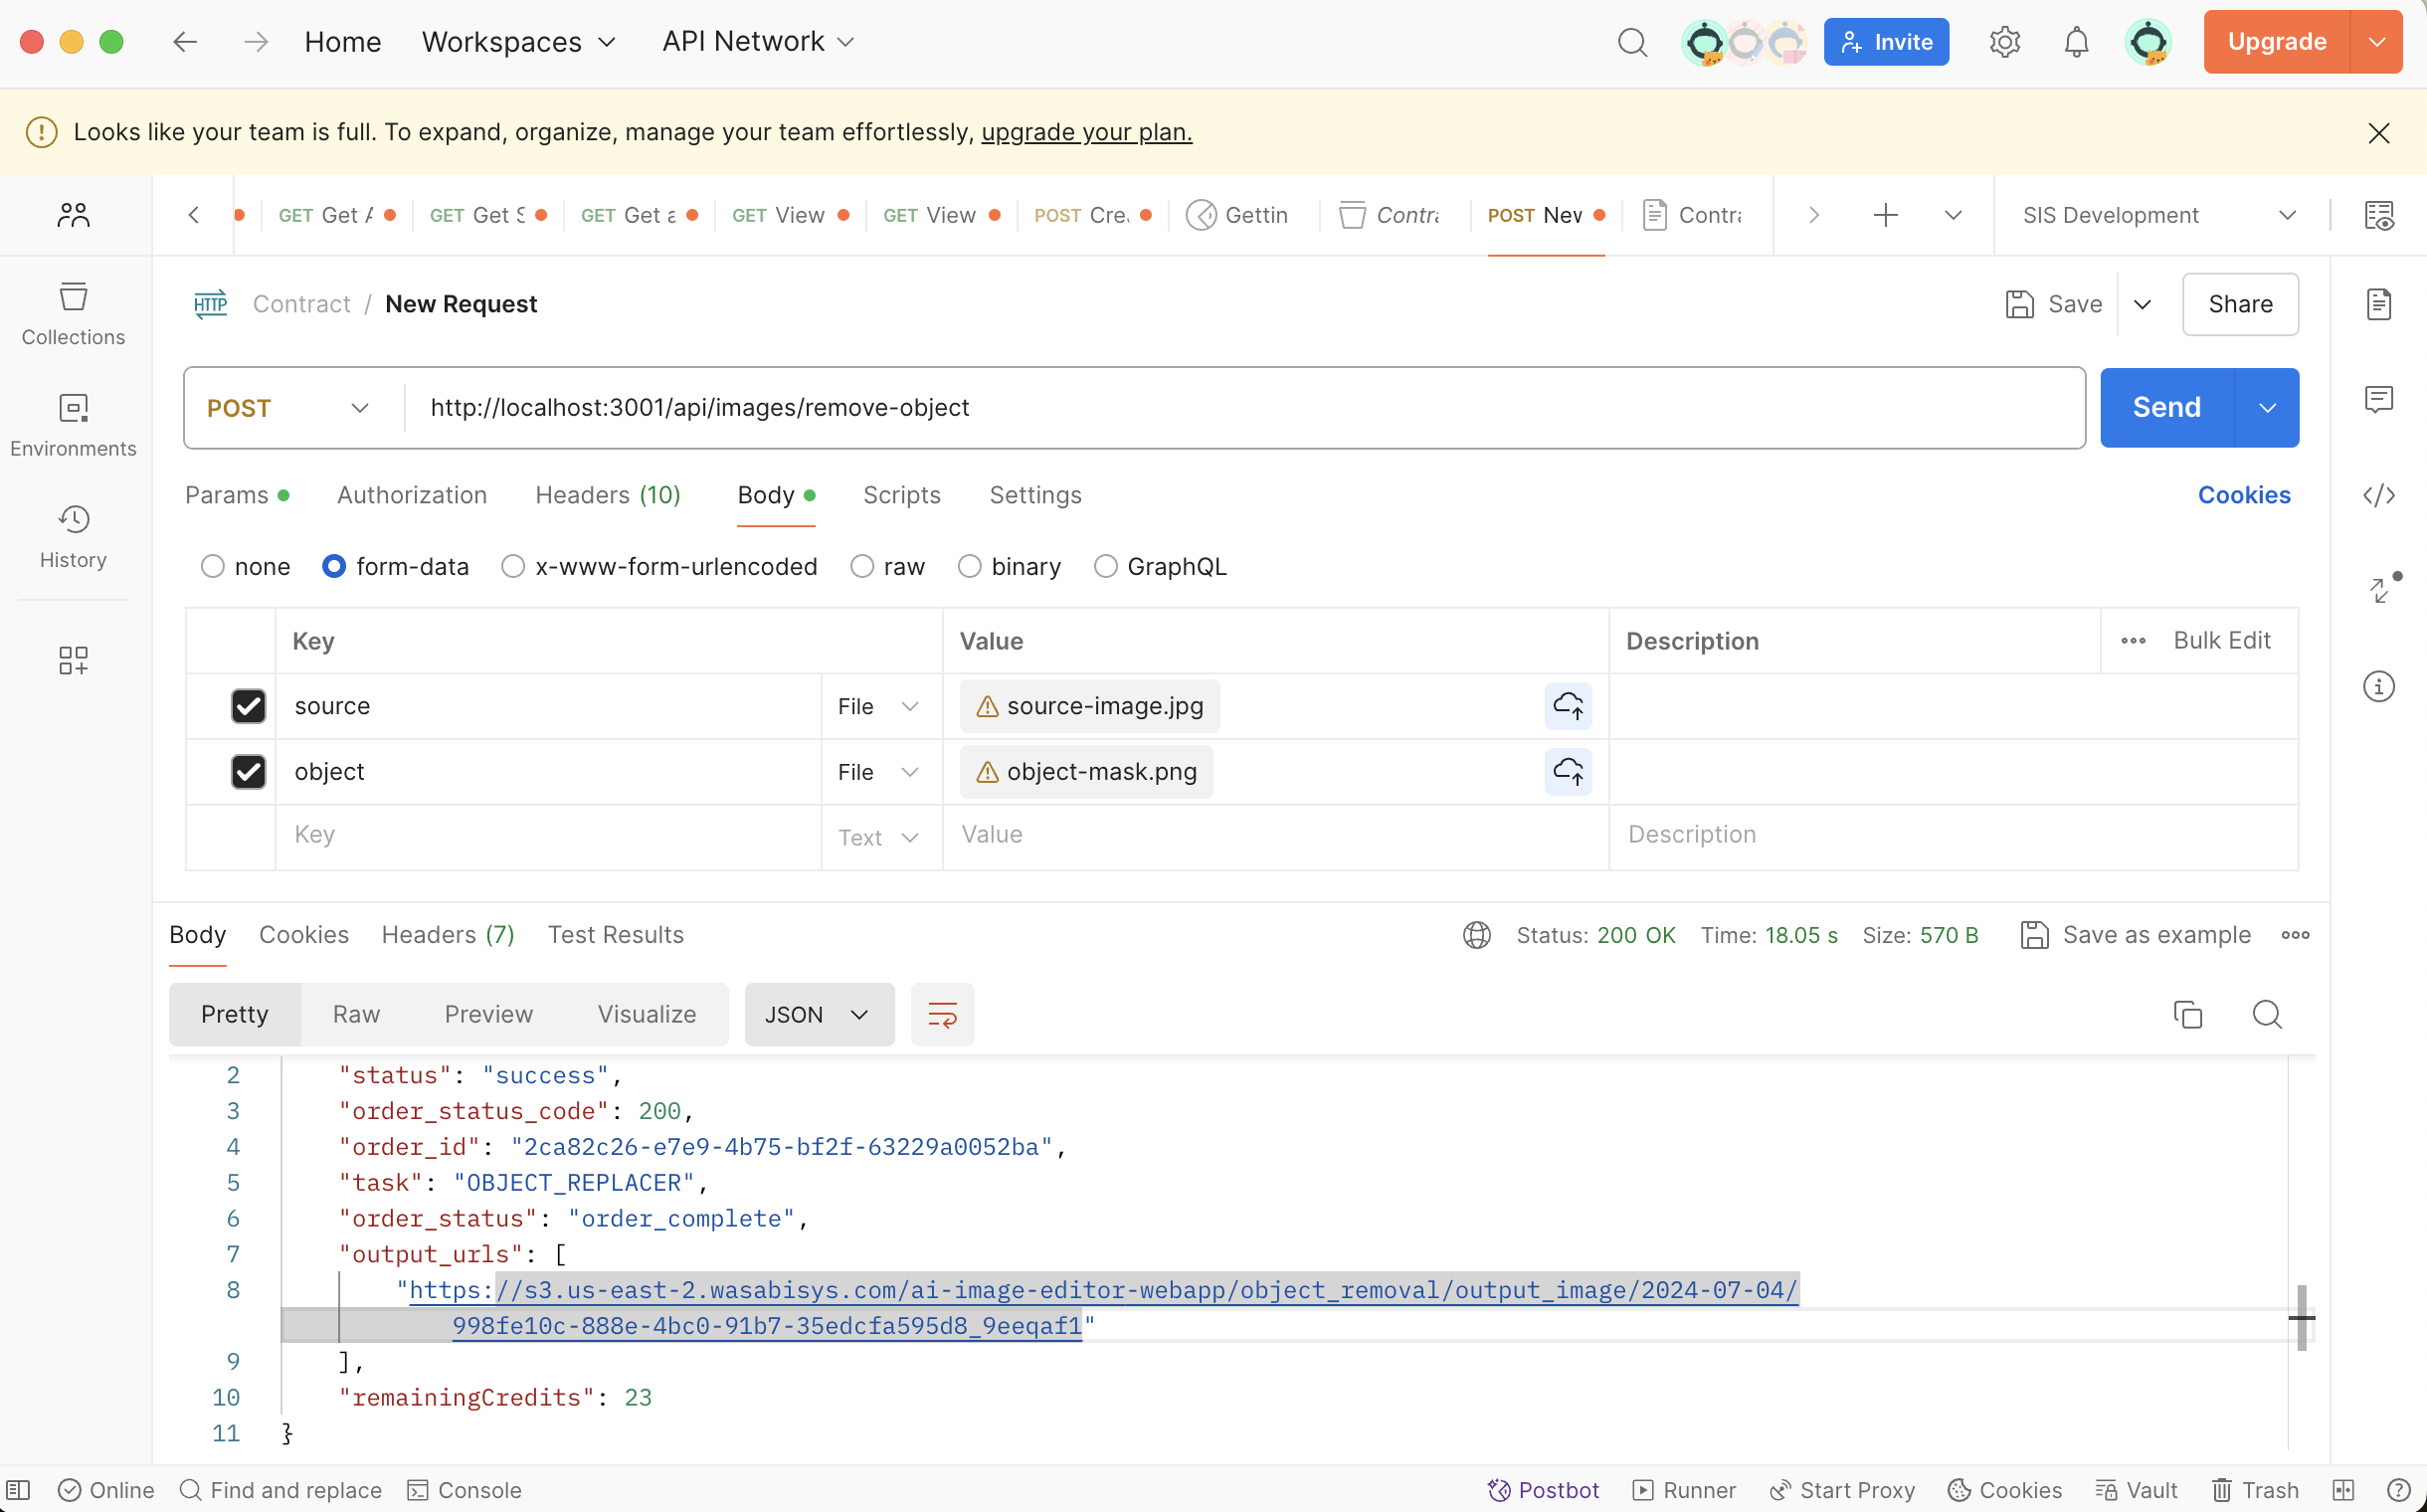 Home Workspaces API Network Invite Upgrade
Looks like your team is full. To expand, organize, manage your team effortlessly, upgrade your plan.
GET Get A GET Get S GET Get a GET View GET View POST Cre Gettin Contra POST New Contra SIS Development
HTTP Contract / New Request Save Share
Collections
POST http://localhost:3001/api/images/remove-object Send
Environments
Params Authorization Headers (10) Body Scripts Settings Cookies
History
none form-data x-www-form-urlencoded raw binary GraphQL
Key Value Description Bulk Edit
source File source-image.jpg
object File object-mask.png
Key Text Value Description
Body Cookies Headers (7) Test Results Status: 200 OK Time: 18.05 s Size: 570 B Save as example
Pretty Raw Preview Visualize JSON
2 "status": "success",
3 "order_status_code": 200,
4 "order_id": "2ca82c26-e7e9-4b75-bf2f-63229a0052ba",
5 "task": "OBJECT_REPLACER",
6 "order_status": "order_complete",
7 "output_urls": [
8 "https://s3.us-east-2.wasabisys.com/ai-image-editor-webapp/object_removal/output_image/2024-07-04/
998fe10c-888e-4bc0-91b7-35edcfa595d8_9eeqaf1"
9 ],
10 "remainingCredits": 23
11 }
Online Find and replace Console Postbot Runner Start Proxy Cookies Vault Trash